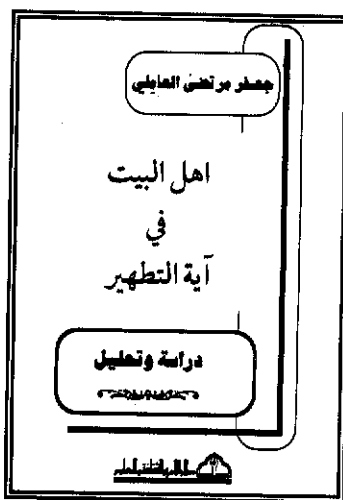 جعفر مرتضى العاملي
اهل البيت
في
آية التطهير
دراسة وتحليل